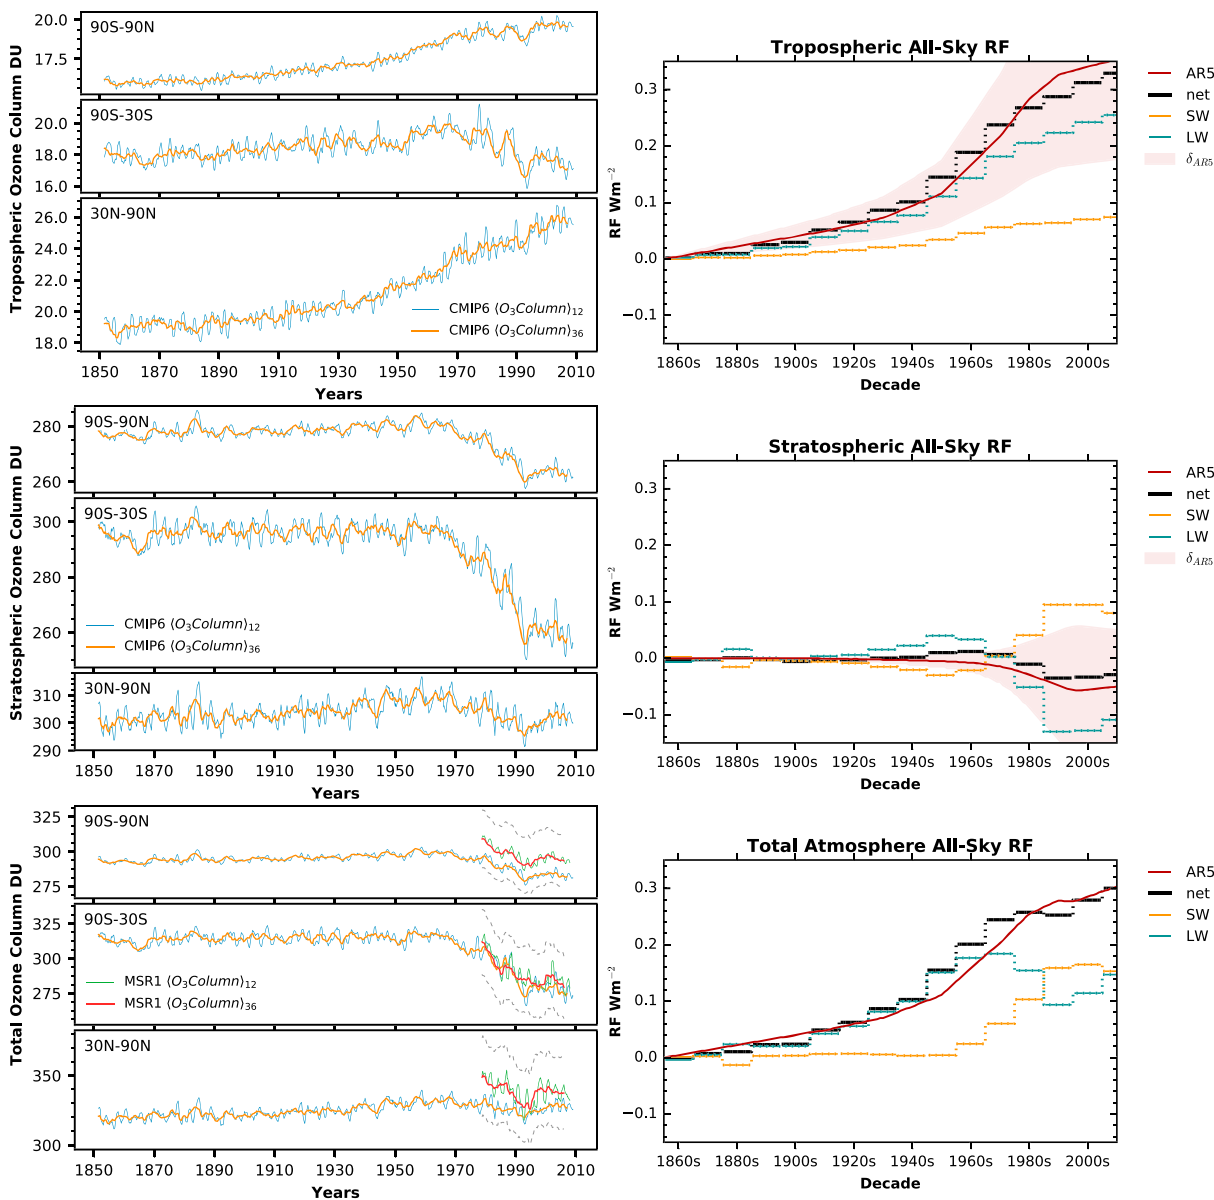 Tropospheric Ozone Column DU
90S-90N
20.0
17.5
90S-30S
20.0
18.0
16.0
30N-90N
26.0
24.0
22.0
20.0
18.0
CMIP6 ⟨O₃Column⟩₁₂
CMIP6 ⟨O₃Column⟩₃₆
1850 1870 1890 1910 1930 1950 1970 1990 2010
Years
Tropospheric All-Sky RF
RF Wm⁻²
0.3
0.2
0.1
0.0
−0.1
1860s 1880s 1900s 1920s 1940s 1960s 1980s 2000s
Decade
AR5
net
SW
LW
δ_AR5
Stratospheric Ozone Column DU
90S-90N
280
260
90S-30S
300
280
260
CMIP6 ⟨O₃Column⟩₁₂
CMIP6 ⟨O₃Column⟩₃₆
30N-90N
310
300
290
1850 1870 1890 1910 1930 1950 1970 1990 2010
Years
Stratospheric All-Sky RF
RF Wm⁻²
0.3
0.2
0.1
0.0
−0.1
1860s 1880s 1900s 1920s 1940s 1960s 1980s 2000s
Decade
AR5
net
SW
LW
δ_AR5
Total Ozone Column DU
90S-90N
325
300
275
90S-30S
325
300
275
MSR1 ⟨O₃Column⟩₁₂
MSR1 ⟨O₃Column⟩₃₆
30N-90N
350
300
1850 1870 1890 1910 1930 1950 1970 1990 2010
Years
Total Atmosphere All-Sky RF
RF Wm⁻²
0.3
0.2
0.1
0.0
−0.1
1860s 1880s 1900s 1920s 1940s 1960s 1980s 2000s
Decade
AR5
net
SW
LW